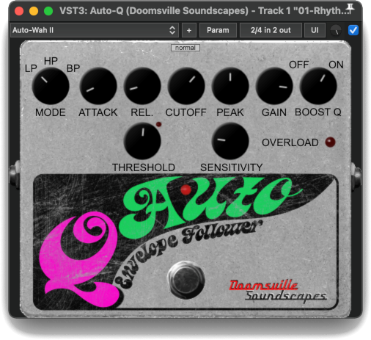 VST3: Auto-Q (Doomsville Soundscapes) - Track 1 "01-Rhyth...
Auto-Wah II
+
Param
2/4 in 2 out
UI
normal
LP HP BP
OFF ON
MODE ATTACK REL. CUTOFF PEAK GAIN BOOST Q
THRESHOLD SENSITIVITY OVERLOAD
Auto
Q
Envelope Follower
Doomsville
Soundscapes